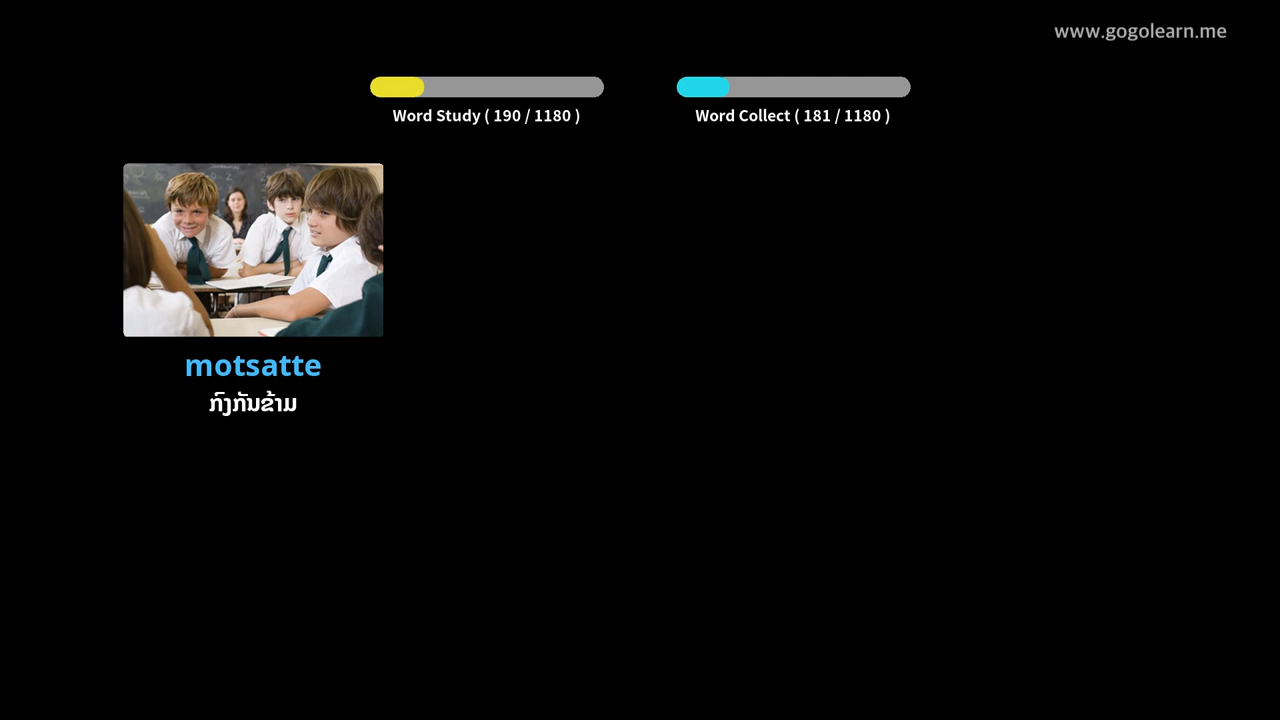 www.gogolearn.me
Word Study ( 190 / 1180 )
Word Collect ( 181 / 1180 )
motsatte
ກົງກັນຂ້າມ